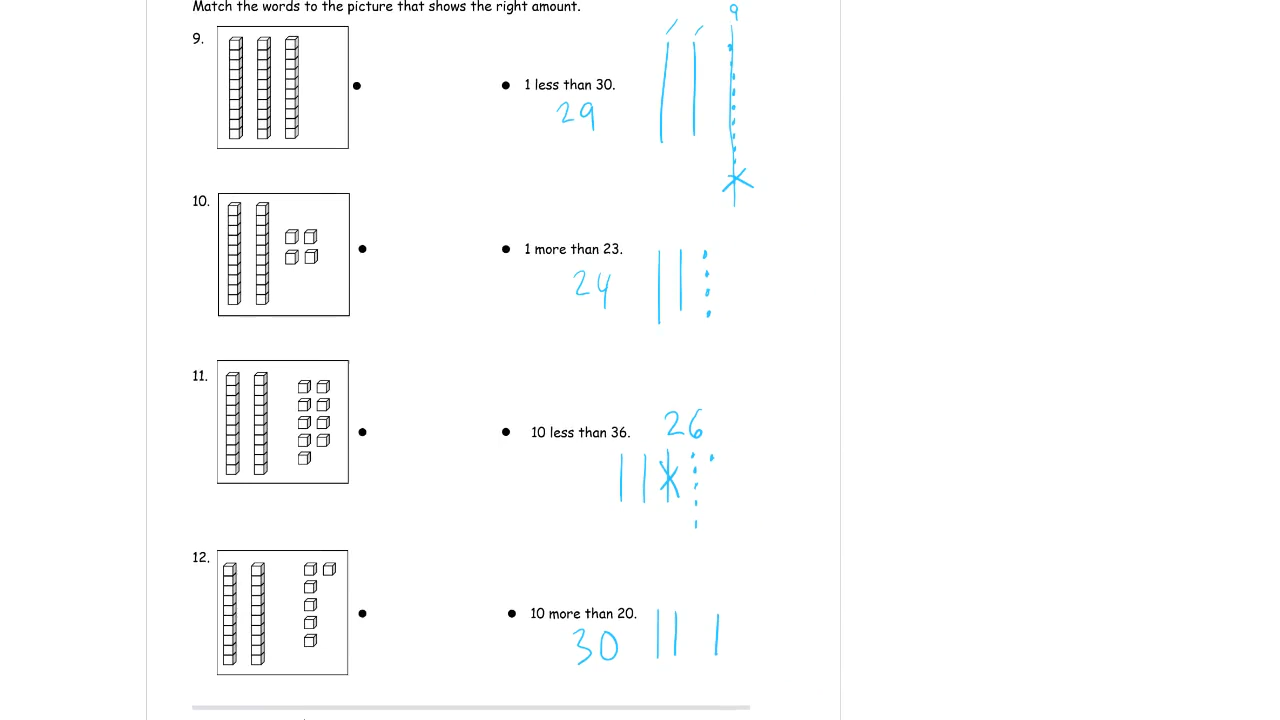 Match the words to the picture that shows the right amount.
9.
9
1 less than 30.
29
10.
1 more than 23.
24
11.
26
10 less than 36.
12.
10 more than 20.
30